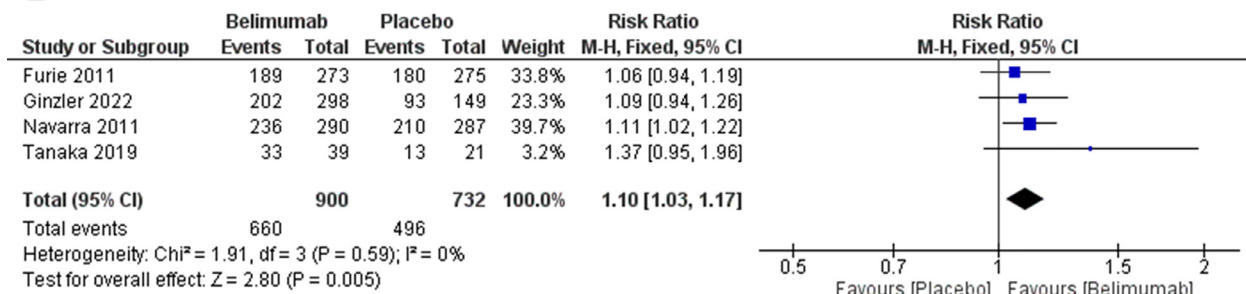 Belimumab Placebo Risk Ratio Risk Ratio
Study or Subgroup Events Total Events Total Weight M-H, Fixed, 95% CI M-H, Fixed, 95% CI
Furie 2011 189 273 180 275 33.8% 1.06 [0.94, 1.19]
Ginzler 2022 202 298 93 149 23.3% 1.09 [0.94, 1.26]
Navarra 2011 236 290 210 287 39.7% 1.11 [1.02, 1.22]
Tanaka 2019 33 39 13 21 3.2% 1.37 [0.95, 1.96]
Total (95% CI) 900 732 100.0% 1.10 [1.03, 1.17]
Total events 660 496
Heterogeneity: Chi² = 1.91, df = 3 (P = 0.59); I² = 0%
Test for overall effect: Z = 2.80 (P = 0.005)
0.5 0.7 1 1.5 2
Favours [Placebo] Favours [Belimumab]